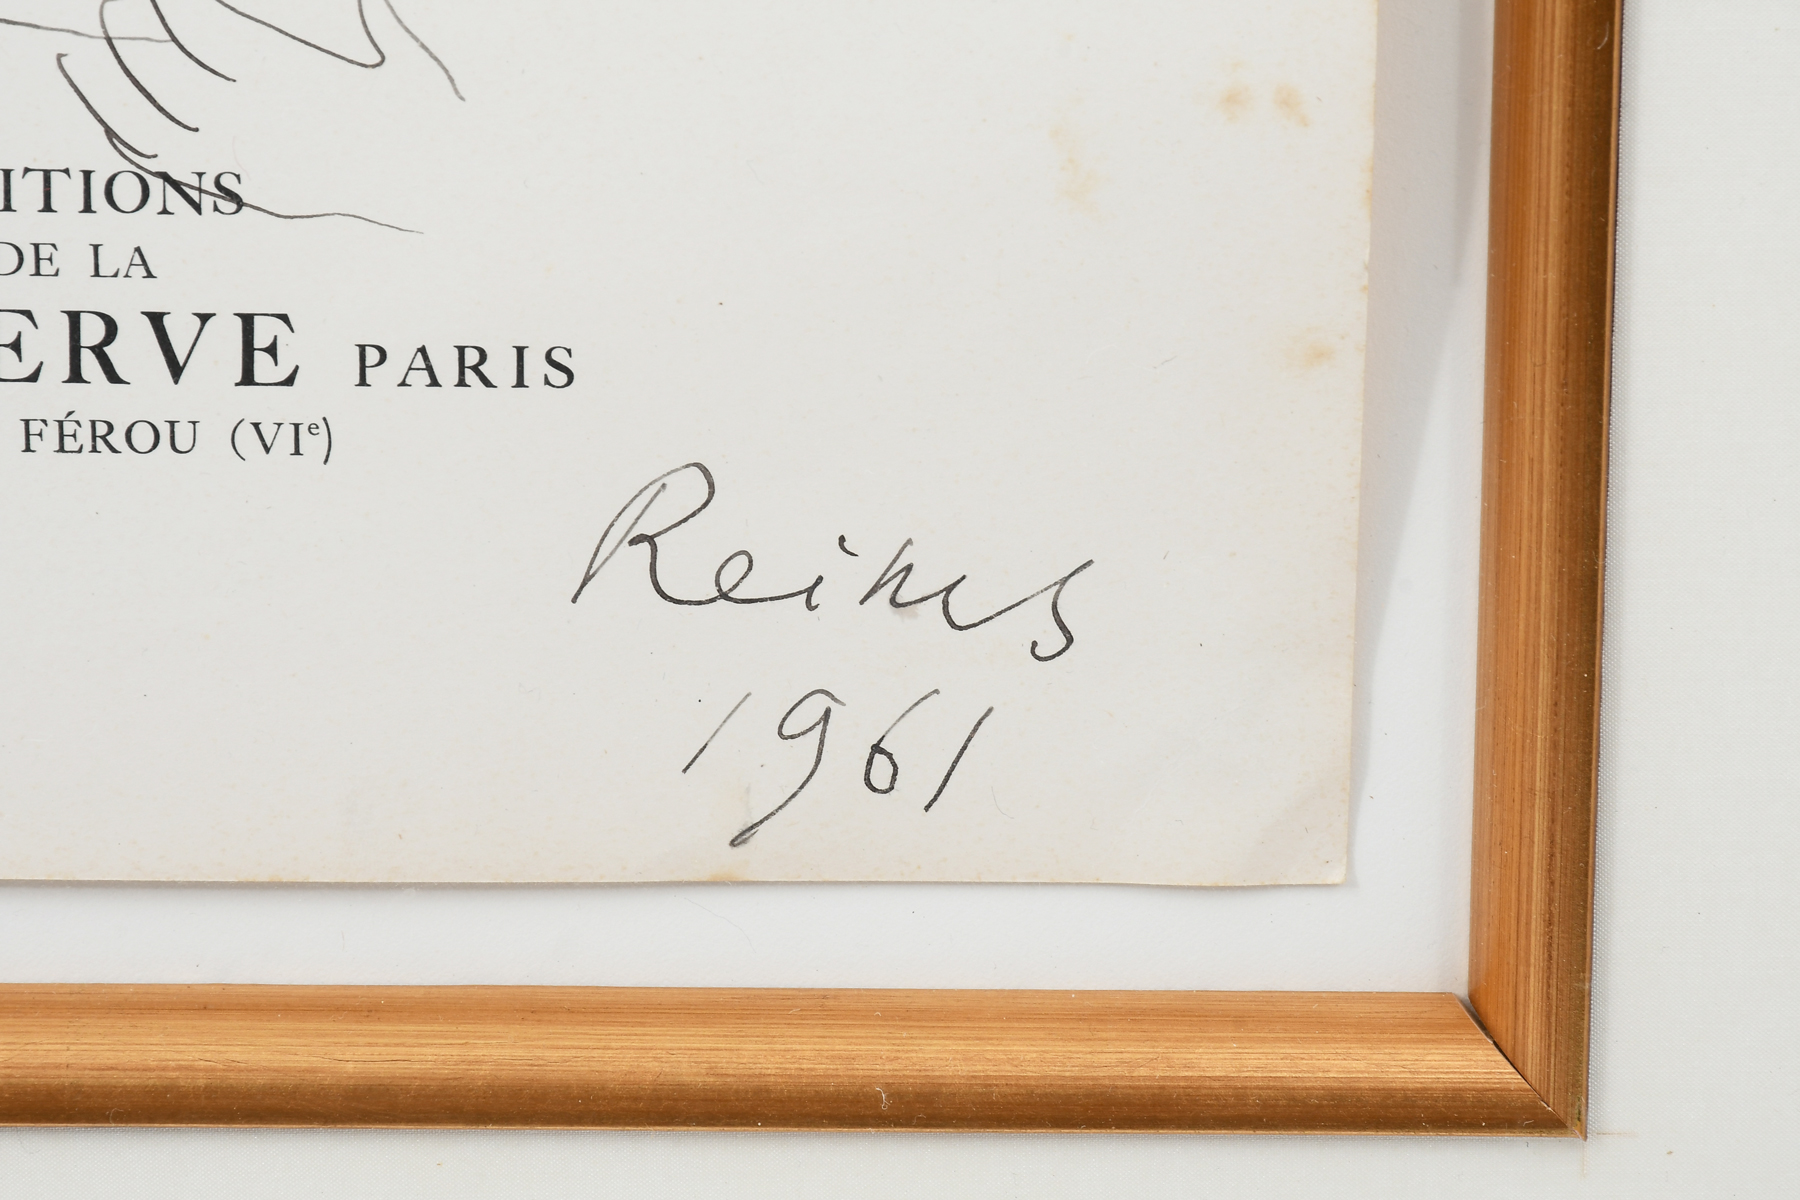 ITIONS
DE LA
ERVE PARIS
FÉROU (VIe)
Reims
1961